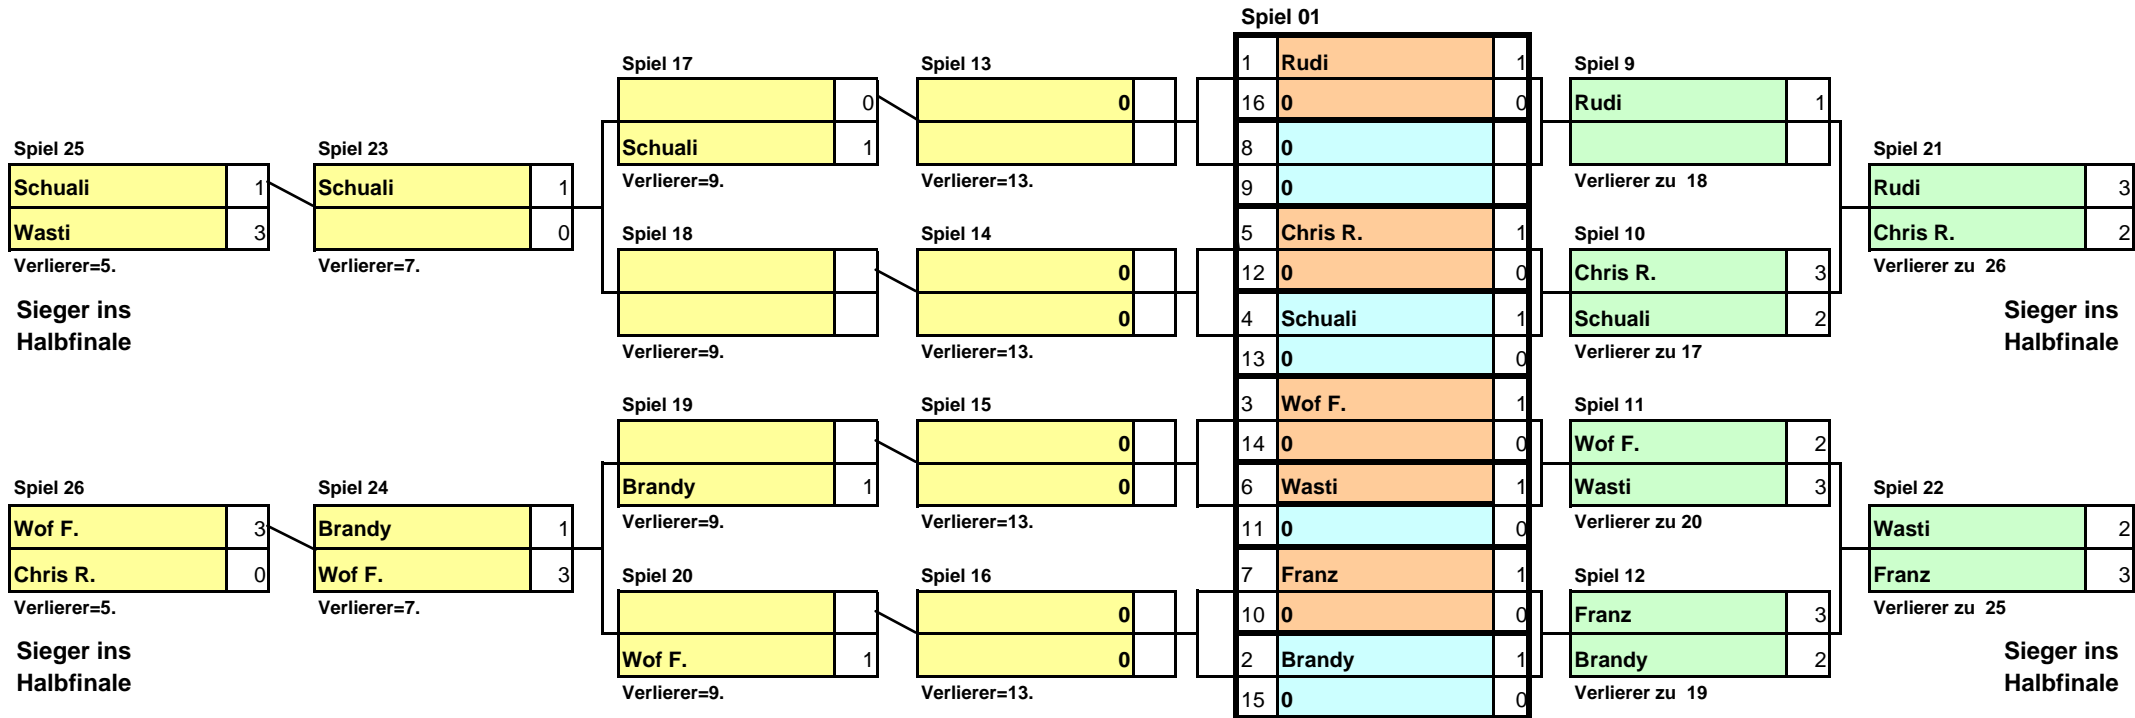 Spiel 01
Spiel 17 Spiel 13 1 Rudi 1 Spiel 9
0 0 16 0 0 Rudi 1
Spiel 25 Spiel 23 Schuali 1 8 0 Spiel 21
Schuali 1 Schuali 1 Verlierer=9. Verlierer=13. 9 0 Verlierer zu 18 Rudi 3
Wasti 3 0 Spiel 18 Spiel 14 5 Chris R. 1 Spiel 10 Chris R. 2
Verlierer=5. Verlierer=7. 0 12 0 0 Chris R. 3 Verlierer zu 26
Sieger ins 0 4 Schuali 1 Schuali 2 Sieger ins
Halbfinale Verlierer=9. Verlierer=13. 13 0 0 Verlierer zu 17 Halbfinale
Spiel 19 Spiel 15 3 Wof F. 1 Spiel 11
0 14 0 0 Wof F. 2
Spiel 26 Spiel 24 Brandy 1 0 6 Wasti 1 Wasti 3 Spiel 22
Wof F. 3 Brandy 1 Verlierer=9. Verlierer=13. 11 0 0 Verlierer zu 20 Wasti 2
Chris R. 0 Wof F. 3 Spiel 20 Spiel 16 7 Franz 1 Spiel 12 Franz 3
Verlierer=5. Verlierer=7. 0 10 0 0 Franz 3 Verlierer zu 25
Sieger ins Wof F. 1 0 2 Brandy 1 Brandy 2 Sieger ins
Halbfinale Verlierer=9. Verlierer=13. 15 0 0 Verlierer zu 19 Halbfinale